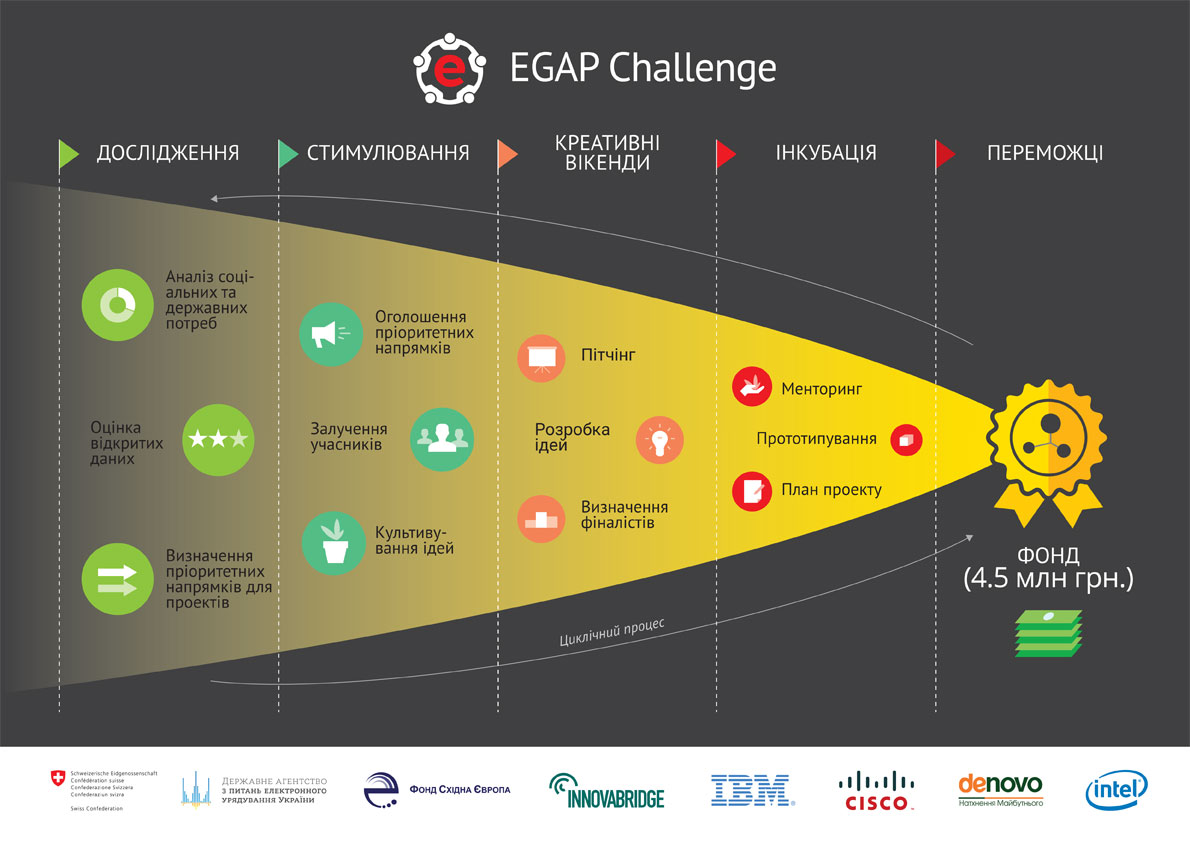 e
EGAP Challenge
ДОСЛІДЖЕННЯ
СТИМУЛЮВАННЯ
КРЕАТИВНІ
ВІКЕНДИ
ІНКУБАЦІЯ
ПЕРЕМОЖЦІ
Аналіз соці-
альних та
державних
потреб
Оцінка
відкритих
даних
Визначення
пріоритетних
напрямків для
проектів
Оголошення
пріоритетних
напрямків
Залучення
учасників
Культиву-
вання ідей
Пітчінг
Розробка
ідей
Визначення
фіналістів
Менторинг
Прототипування
План проекту
ФОНД
(4.5 млн грн.)
Циклічний процес
Schweizerische Eidgenossenschaft
Confédération suisse
Confederazione Svizzera
Confederaziun svizra
Swiss Confederation
Державне агентство
з питань електронного
урядування України
Фонд Східна Європа
INNOVABRIDGE
IBM®
CISCO
denovo
Натхнення Майбутнього
intel